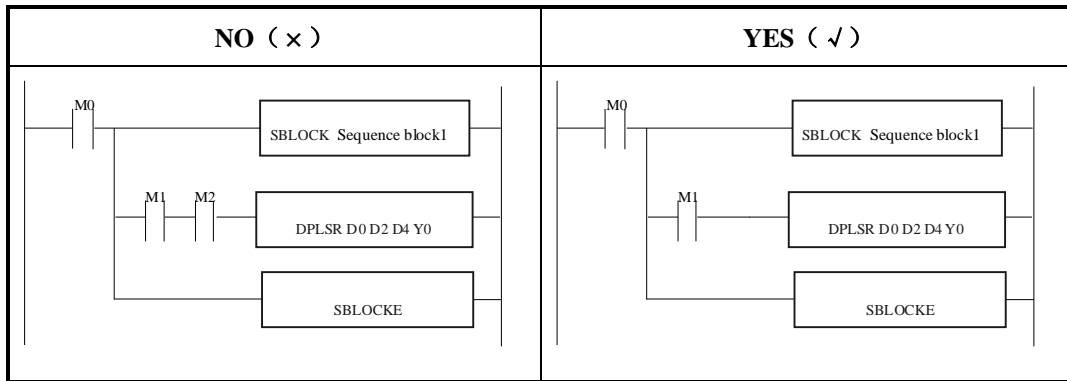 NO（×）
YES（√）
M0
SBLOCK Sequence block1
M1 M2
DPLSR D0 D2 D4 Y0
SBLOCKE
M0
SBLOCK Sequence block1
M1
DPLSR D0 D2 D4 Y0
SBLOCKE